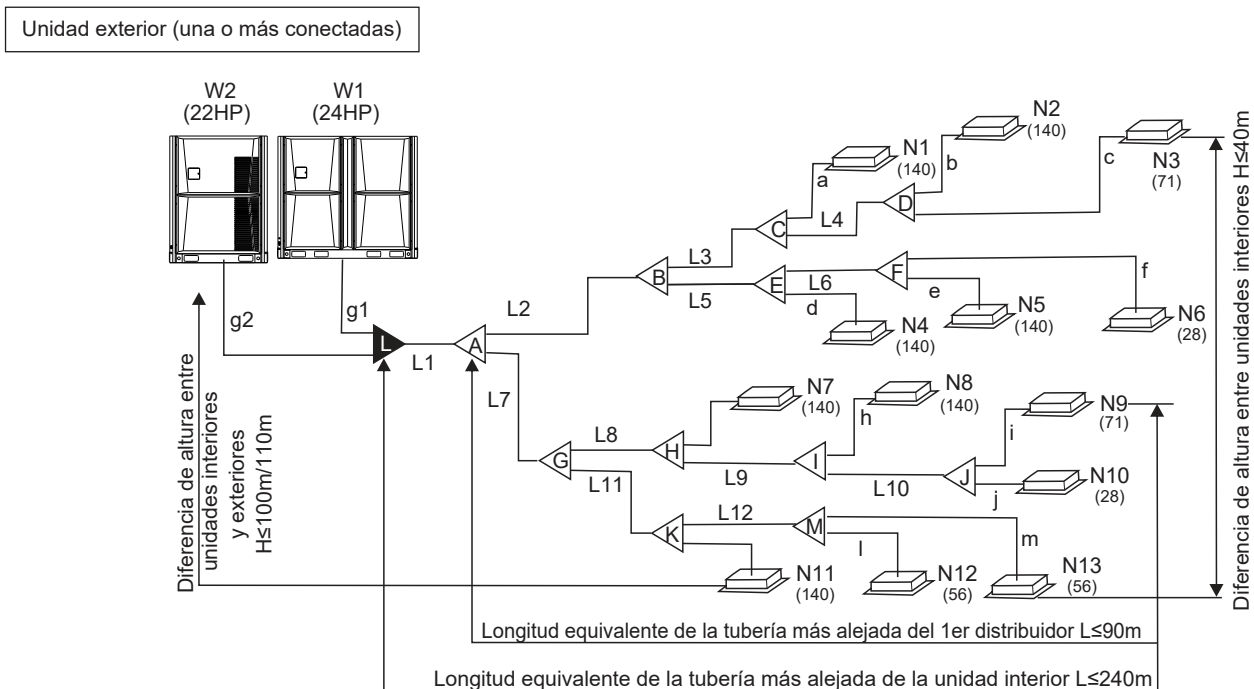 Unidad exterior (una o más conectadas)
W2
(22HP)
W1
(24HP)
g2
g1
L
L1
A
L2
L7
B
L3
L5
C
a
L4
D
b
c
N1
(140)
N2
(140)
N3
(71)
E
L6
d
F
e
f
N4
(140)
N5
(140)
N6
(28)
G
L8
L11
H
L9
N7
(140)
I
h
N8
(140)
L10
J
i
j
N9
(71)
N10
(28)
K
L12
M
l
m
N11
(140)
N12
(56)
N13
(56)
Diferencia de altura entre
unidades interiores
y exteriores
H≤100m/110m
Diferencia de altura entre unidades interiores H≤40m
Longitud equivalente de la tubería más alejada del 1er distribuidor L≤90m
Longitud equivalente de la tubería más alejada de la unidad interior L≤240m